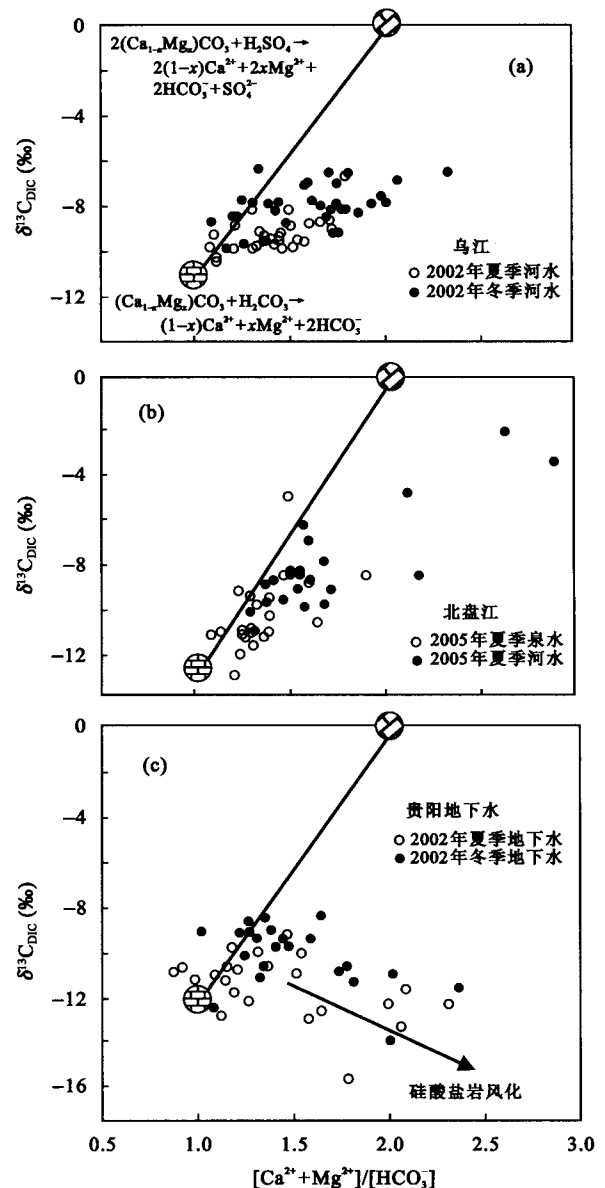 0
2(Ca₁₋ₓMgₓ)CO₃+H₂SO₄→
2(1-x)Ca²⁺+2xMg²⁺+
2HCO₃⁻+SO₄²⁻
(a)
-4
δ¹³C_DIC (‰)
-8
乌江
○ 2002年夏季河水
● 2002年冬季河水
-12
(Ca₁₋ₓMgₓ)CO₃+H₂CO₃→
(1-x)Ca²⁺+xMg²⁺+2HCO₃⁻
0
(b)
-4
δ¹³C_DIC (‰)
-8
北盘江
○ 2005年夏季泉水
● 2005年夏季河水
-12
0
(c)
贵阳地下水
-4
○ 2002年夏季地下水
● 2002年冬季地下水
δ¹³C_DIC (‰)
-8
-12
硅酸盐岩风化
-16
0.5 1.0 1.5 2.0 2.5 3.0
[Ca²⁺+Mg²⁺]/[HCO₃⁻]